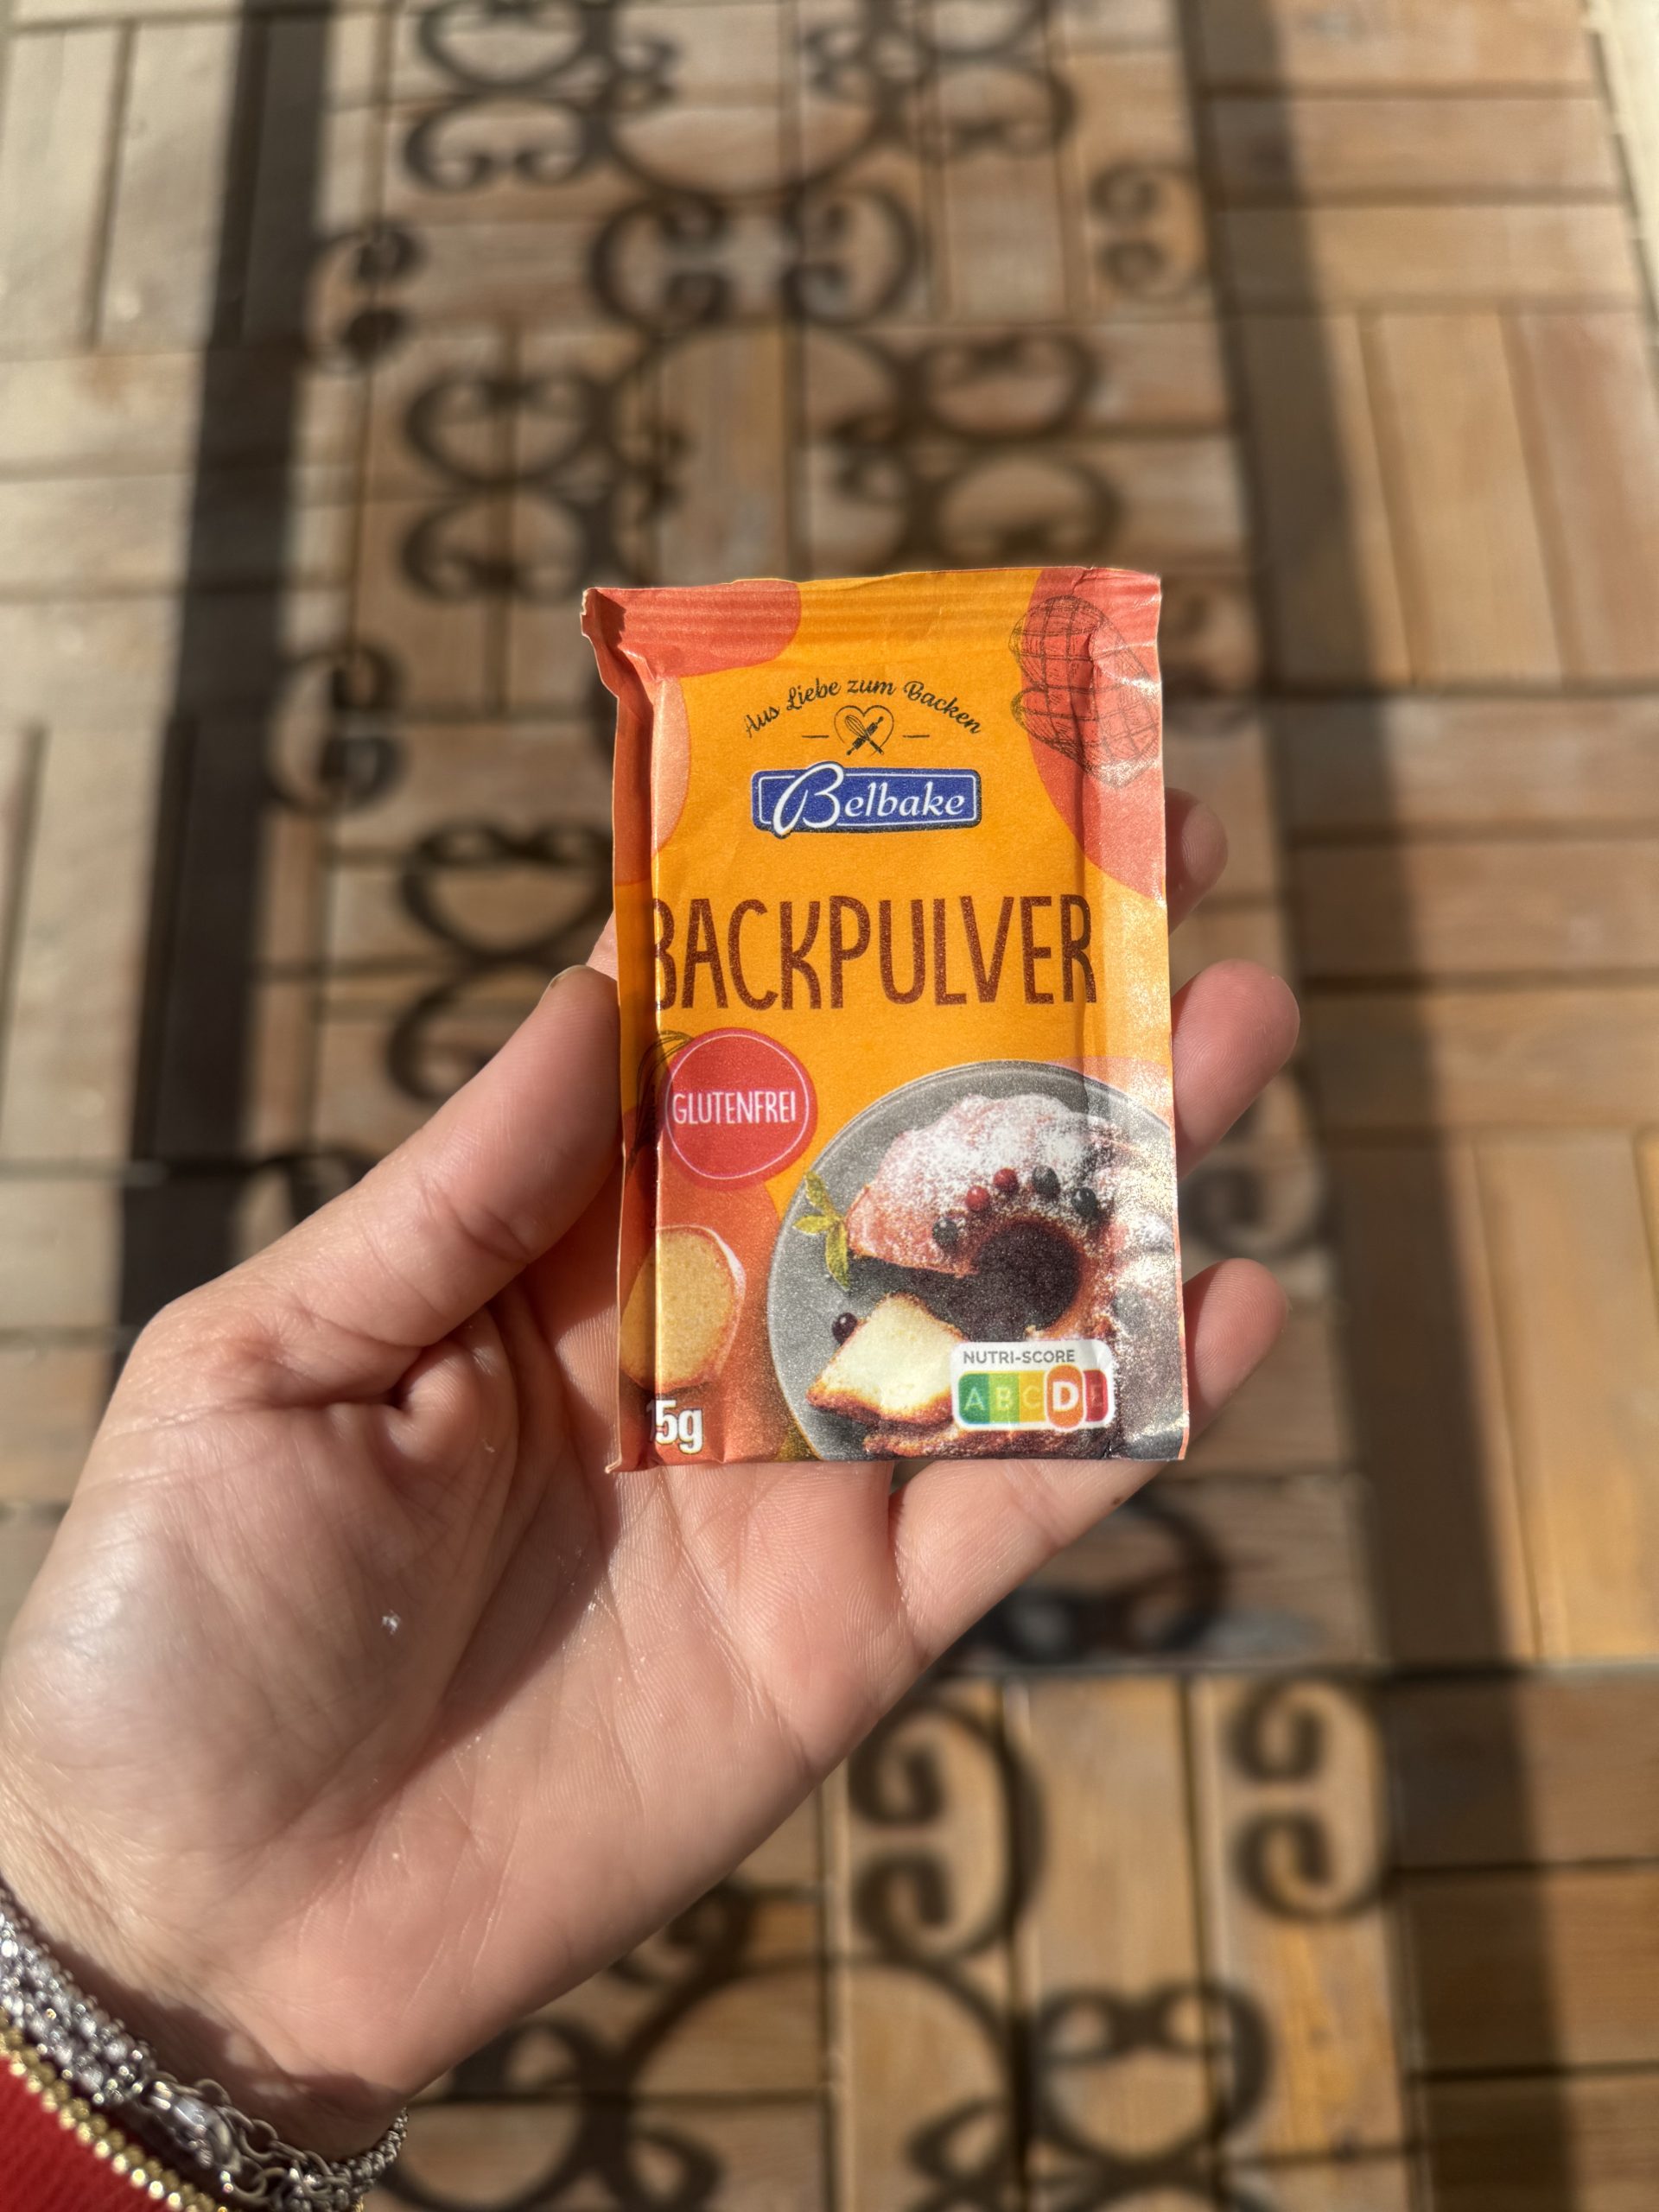 Aus Liebe zum Backen
Belbake
BACKPULVER
GLUTENFREI
NUTRI-SCORE
A B C D E
15g